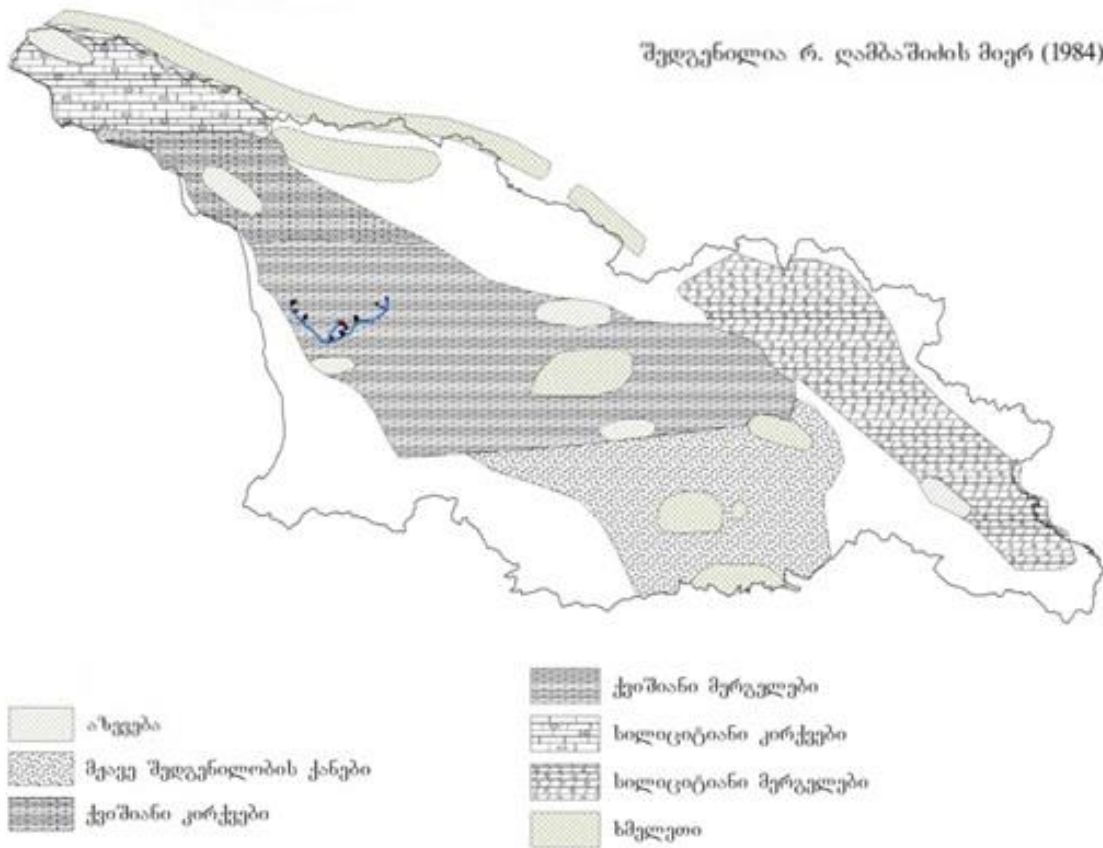 შედგენილია რ. ღამბაშიძის მიერ (1984)
აზევება
მჟავე შედგენილობის ქანები
ქვიშიანი კირქვები
ქვიშიანი მერგელები
სილიციტიანი კირქვები
სილიციტიანი მერგელები
ხმელეთი